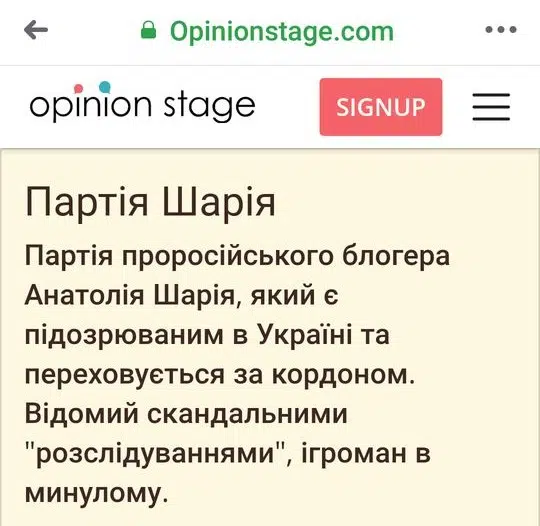 Opinionstage.com
opinion stage
SIGNUP
Партія Шарія
Партія проросійського блогера
Анатолія Шарія, який є
підозрюваним в Україні та
переховується за кордоном.
Відомий скандальними
"розслідуваннями", ігроман в
минулому.